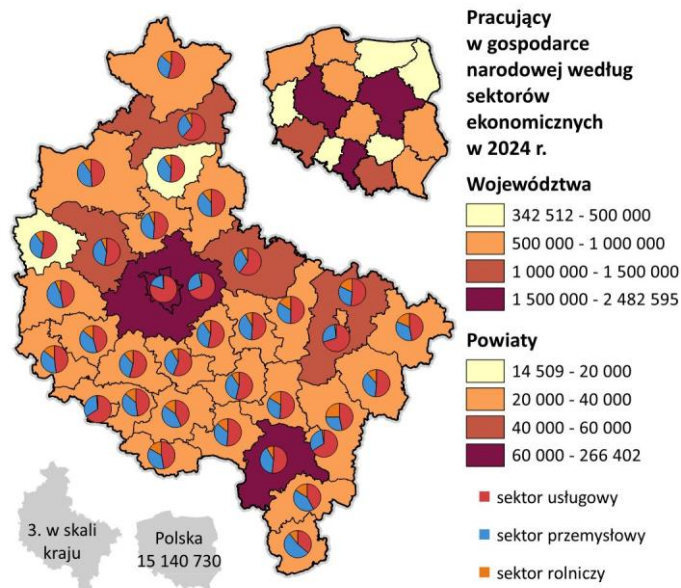 Pracujący
w gospodarce
narodowej według
sektorów
ekonomicznych
w 2024 r.
Województwa
342 512 - 500 000
500 000 - 1 000 000
1 000 000 - 1 500 000
1 500 000 - 2 482 595
Powiaty
14 509 - 20 000
20 000 - 40 000
40 000 - 60 000
60 000 - 266 402
sektor usługowy
sektor przemysłowy
sektor rolniczy
3. w skali
kraju
Polska
15 140 730